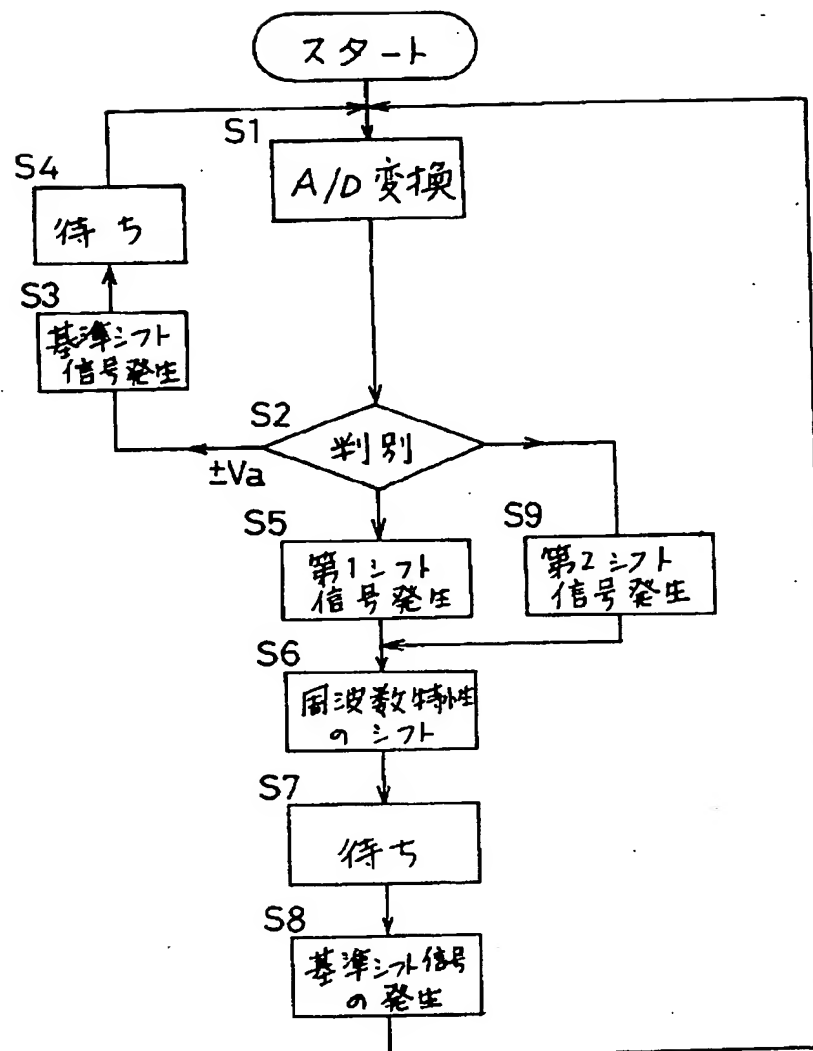 スタート
S1
A/D変換
S4
待ち
S3
基準シフト
信号発生
S2
判別
±Va
S5
第1シフト
信号発生
S9
第2シフト
信号発生
S6
周波数特性
のシフト
S7
待ち
S8
基準シフト信号
の発生